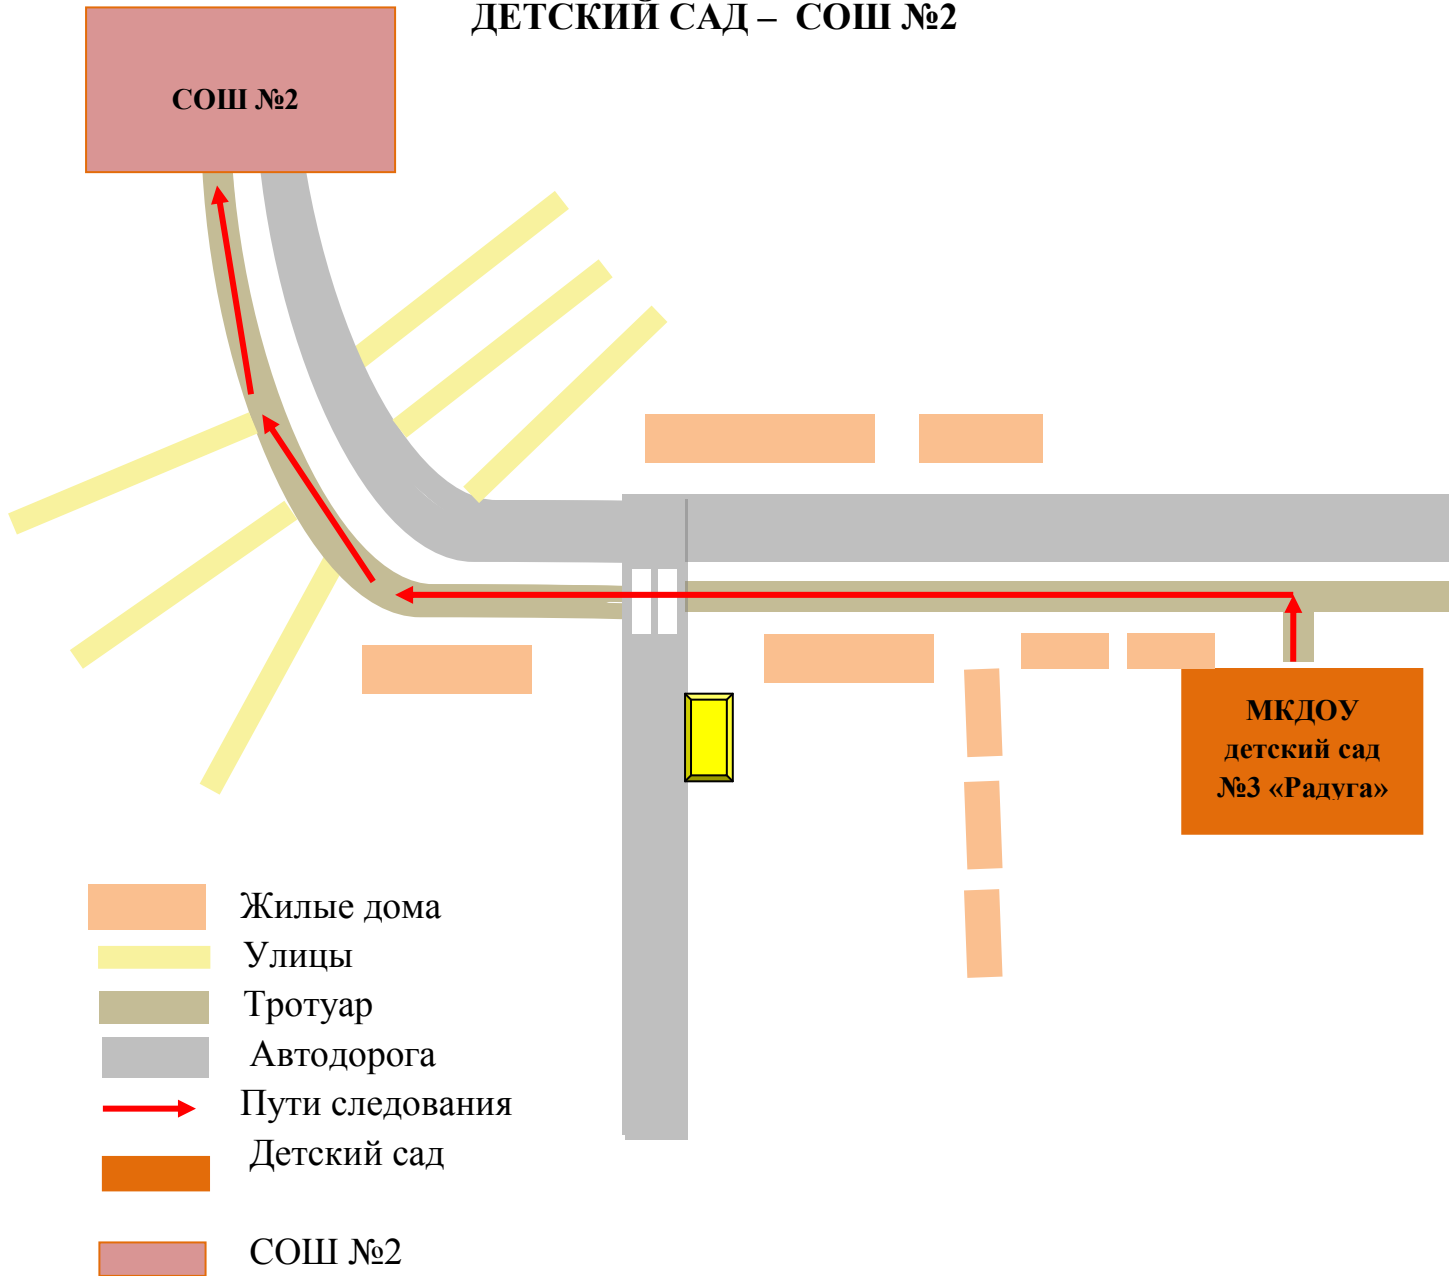 ДЕТСКИЙ САД – СОШ №2
СОШ №2
МКДОУ
детский сад
№3 «Радуга»
Жилые дома
Улицы
Тротуар
Автодорога
Пути следования
Детский сад
СОШ №2